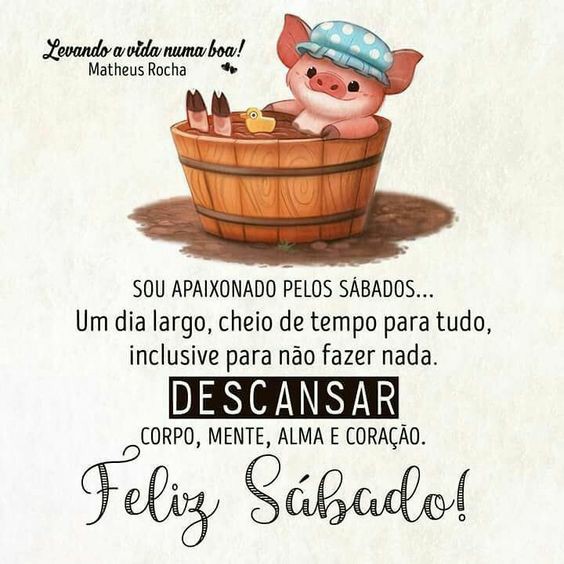 Levando a vida numa boa!
Matheus Rocha
SOU APAIXONADO PELOS SÁBADOS...
Um dia largo, cheio de tempo para tudo,
inclusive para não fazer nada.
DESCANSAR
CORPO, MENTE, ALMA E CORAÇÃO.
Feliz Sábado!